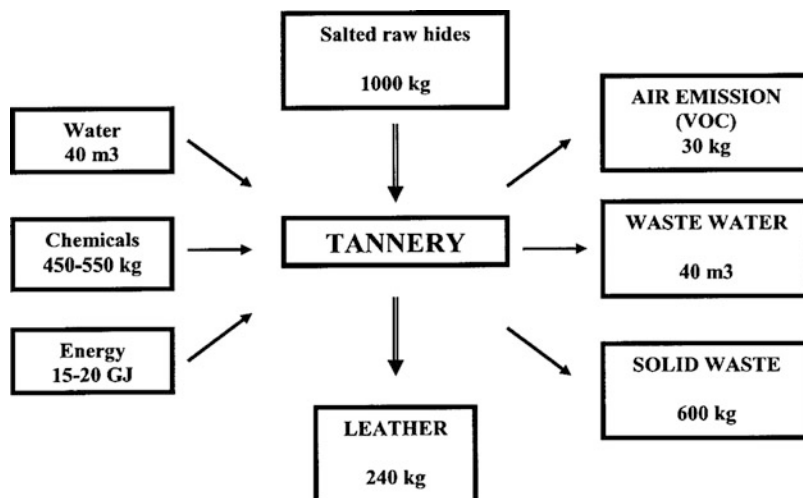 Salted raw hides
1000 kg
Water
40 m3
Chemicals
450-550 kg
Energy
15-20 GJ
TANNERY
AIR EMISSION
(VOC)
30 kg
WASTE WATER
40 m3
SOLID WASTE
600 kg
LEATHER
240 kg